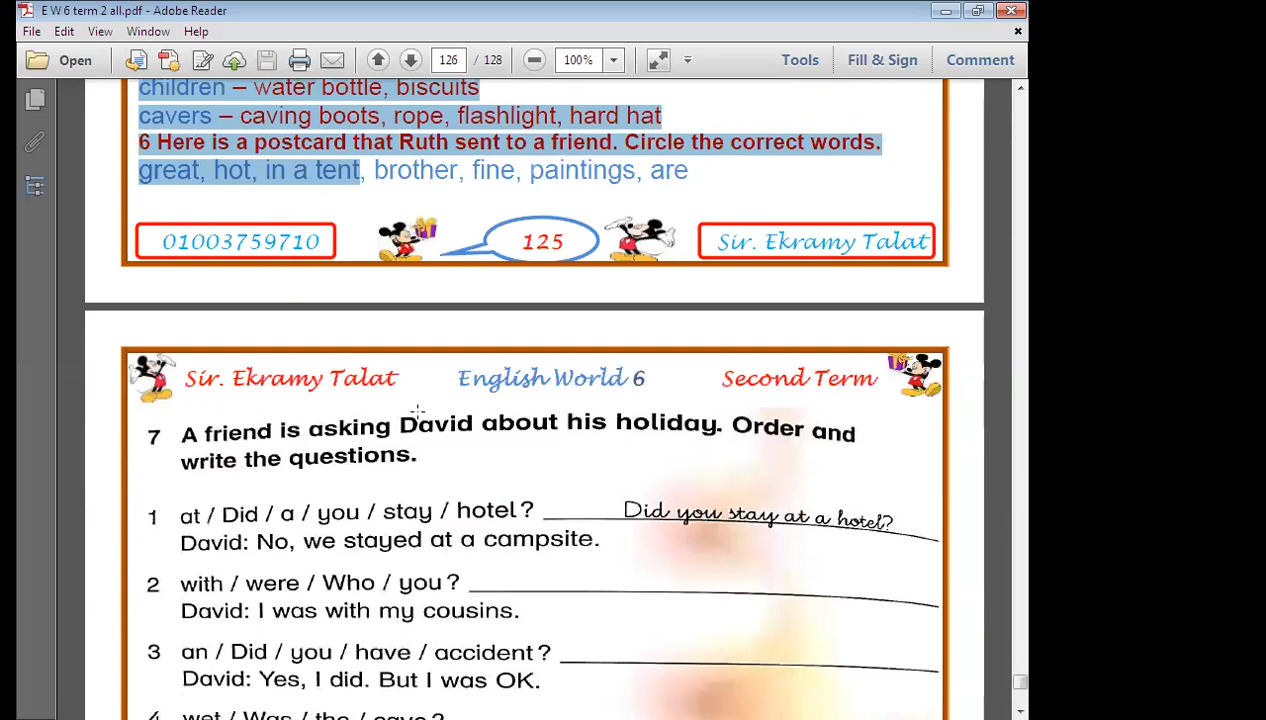 E W 6 term 2 all.pdf - Adobe Reader
File Edit View Window Help
Open 126 / 128 100% Tools Fill & Sign Comment
children – water bottle, biscuits
cavers – caving boots, rope, flashlight, hard hat
6 Here is a postcard that Ruth sent to a friend. Circle the correct words.
great, hot, in a tent, brother, fine, paintings, are
01003759710 125 Sir. Ekramy Talat
Sir. Ekramy Talat English World 6 Second Term
7 A friend is asking David about his holiday. Order and
write the questions.
1 at / Did / a / you / stay / hotel? Did you stay at a hotel?
David: No, we stayed at a campsite.
2 with / were / Who / you?
David: I was with my cousins.
3 an / Did / you / have / accident?
David: Yes, I did. But I was OK.
4 wet / Was / the / cave?